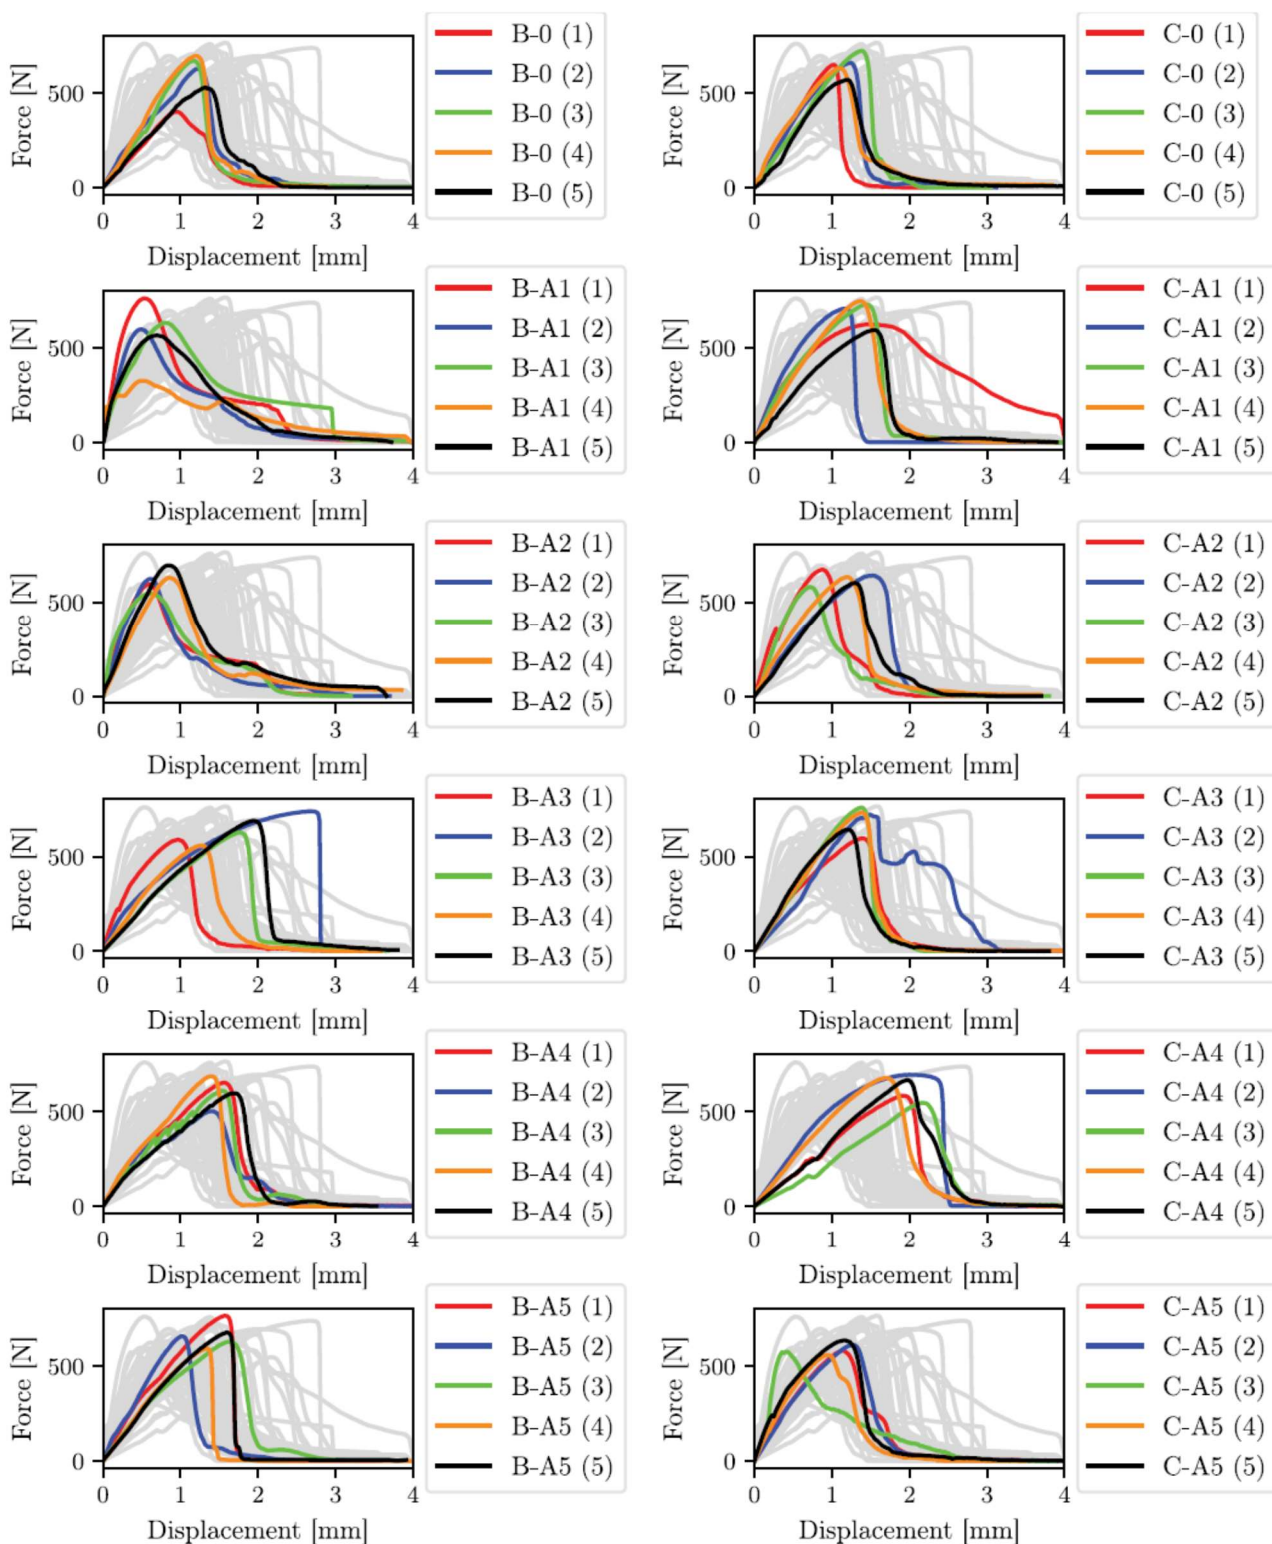 Force [N]
500
0
0 1 2 3 4
Displacement [mm]
B-0 (1)
B-0 (2)
B-0 (3)
B-0 (4)
B-0 (5)
Force [N]
500
0
0 1 2 3 4
Displacement [mm]
C-0 (1)
C-0 (2)
C-0 (3)
C-0 (4)
C-0 (5)
Force [N]
500
0
0 1 2 3 4
Displacement [mm]
B-A1 (1)
B-A1 (2)
B-A1 (3)
B-A1 (4)
B-A1 (5)
Force [N]
500
0
0 1 2 3 4
Displacement [mm]
C-A1 (1)
C-A1 (2)
C-A1 (3)
C-A1 (4)
C-A1 (5)
Force [N]
500
0
0 1 2 3 4
Displacement [mm]
B-A2 (1)
B-A2 (2)
B-A2 (3)
B-A2 (4)
B-A2 (5)
Force [N]
500
0
0 1 2 3 4
Displacement [mm]
C-A2 (1)
C-A2 (2)
C-A2 (3)
C-A2 (4)
C-A2 (5)
Force [N]
500
0
0 1 2 3 4
Displacement [mm]
B-A3 (1)
B-A3 (2)
B-A3 (3)
B-A3 (4)
B-A3 (5)
Force [N]
500
0
0 1 2 3 4
Displacement [mm]
C-A3 (1)
C-A3 (2)
C-A3 (3)
C-A3 (4)
C-A3 (5)
Force [N]
500
0
0 1 2 3 4
Displacement [mm]
B-A4 (1)
B-A4 (2)
B-A4 (3)
B-A4 (4)
B-A4 (5)
Force [N]
500
0
0 1 2 3 4
Displacement [mm]
C-A4 (1)
C-A4 (2)
C-A4 (3)
C-A4 (4)
C-A4 (5)
Force [N]
500
0
0 1 2 3 4
Displacement [mm]
B-A5 (1)
B-A5 (2)
B-A5 (3)
B-A5 (4)
B-A5 (5)
Force [N]
500
0
0 1 2 3 4
Displacement [mm]
C-A5 (1)
C-A5 (2)
C-A5 (3)
C-A5 (4)
C-A5 (5)